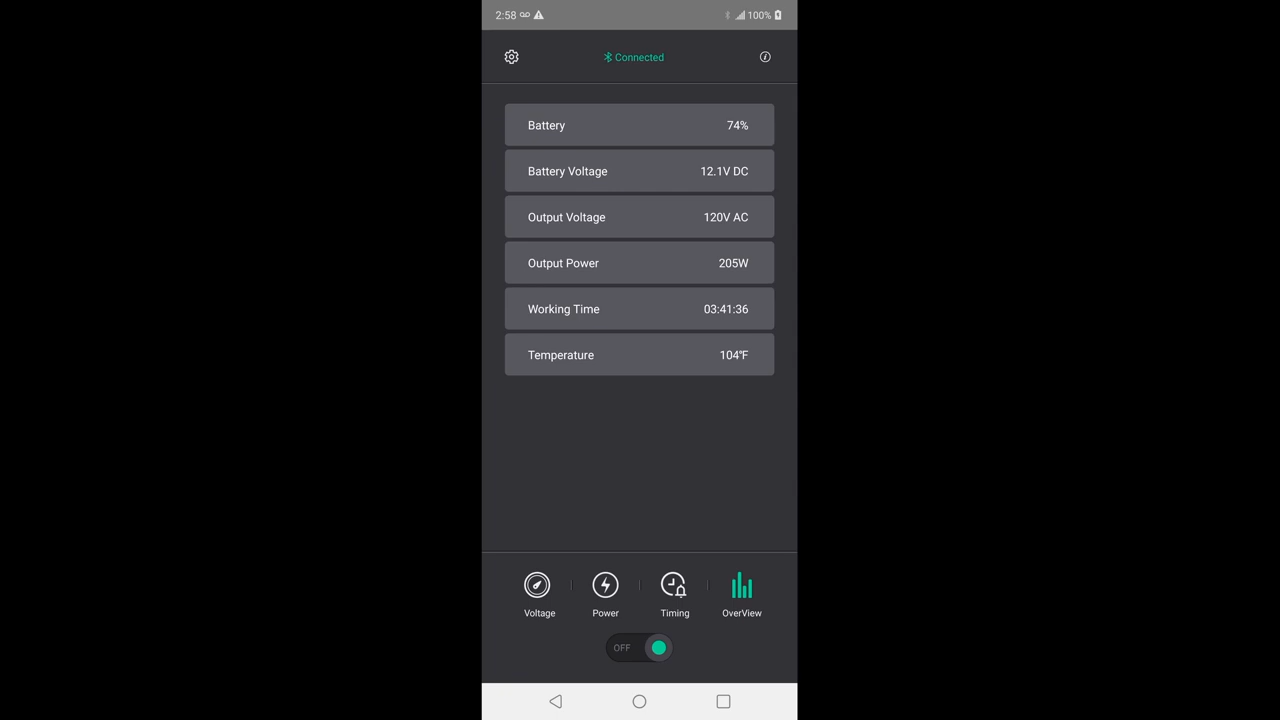 2:58 100%
Connected
Battery 74%
Battery Voltage 12.1V DC
Output Voltage 120V AC
Output Power 205W
Working Time 03:41:36
Temperature 104°F
Voltage Power Timing OverView
OFF